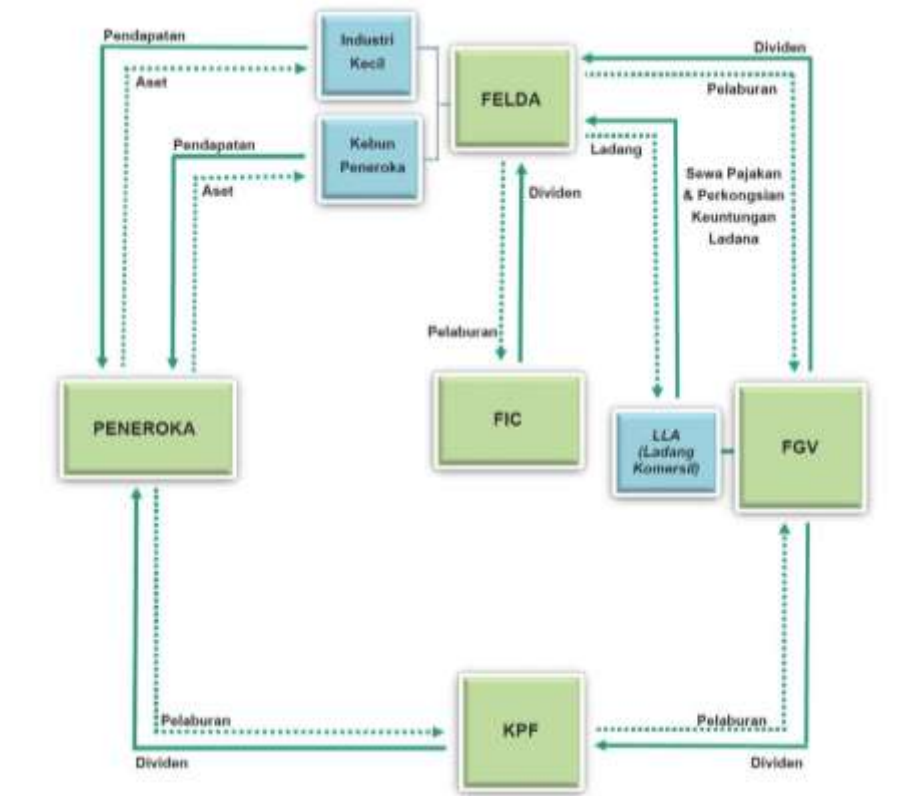 Pendapatan
Industri
Kecil
Aset
FELDA
Dividen
Pelaburan
Pendapatan
Kebun
Peneroka
Aset
Ladang
Dividen
Sewa Pajakan
& Perkongsian
Keuntungan
Ladana
Pelaburan
PENEROKA
FIC
LLA
(Ladang
Komersil)
FGV
Pelaburan
Dividen
KPF
Pelaburan
Dividen